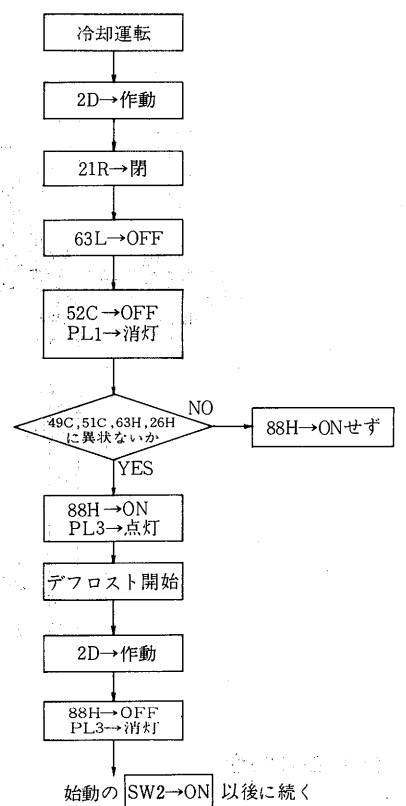 冷却運転
2D→作動
21R→閉
63L→OFF
52C→OFF
PL1→消灯
49C,51C,63H,26H
に異状ないか
NO
88H→ONせず
YES
88H→ON
PL3→点灯
デフロスト開始
2D→作動
88H→OFF
PL3→消灯
始動の SW2→ON 以後に続く